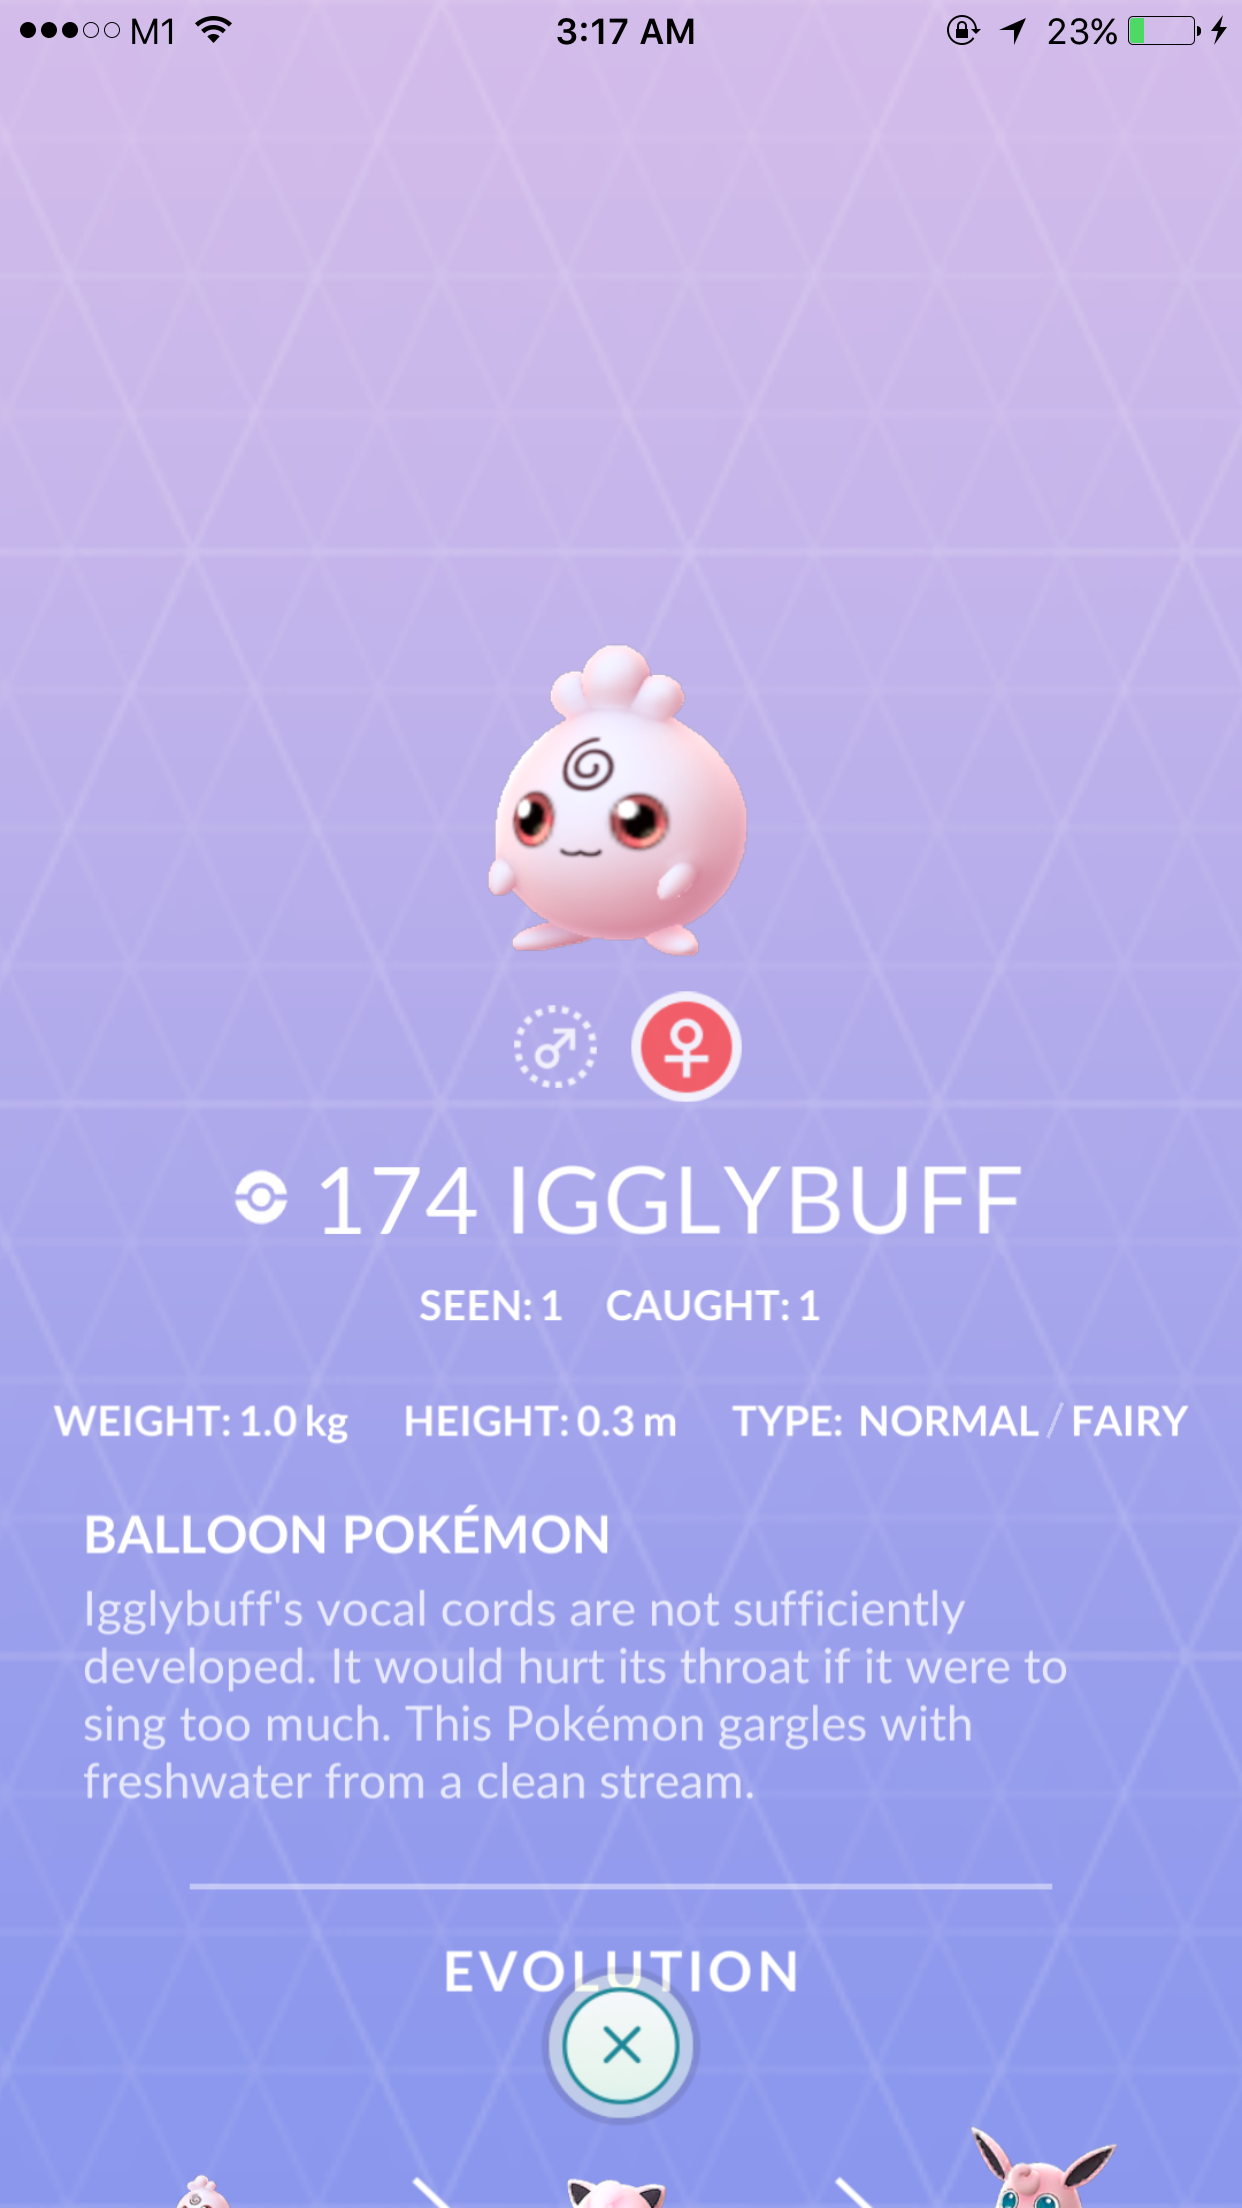 M1 3:17 AM 23%
174 IGGLYBUFF
SEEN: 1 CAUGHT: 1
WEIGHT: 1.0 kg HEIGHT: 0.3 m TYPE: NORMAL / FAIRY
BALLOON POKÉMON
Igglybuff's vocal cords are not sufficiently
developed. It would hurt its throat if it were to
sing too much. This Pokémon gargles with
freshwater from a clean stream.
EVOLUTION